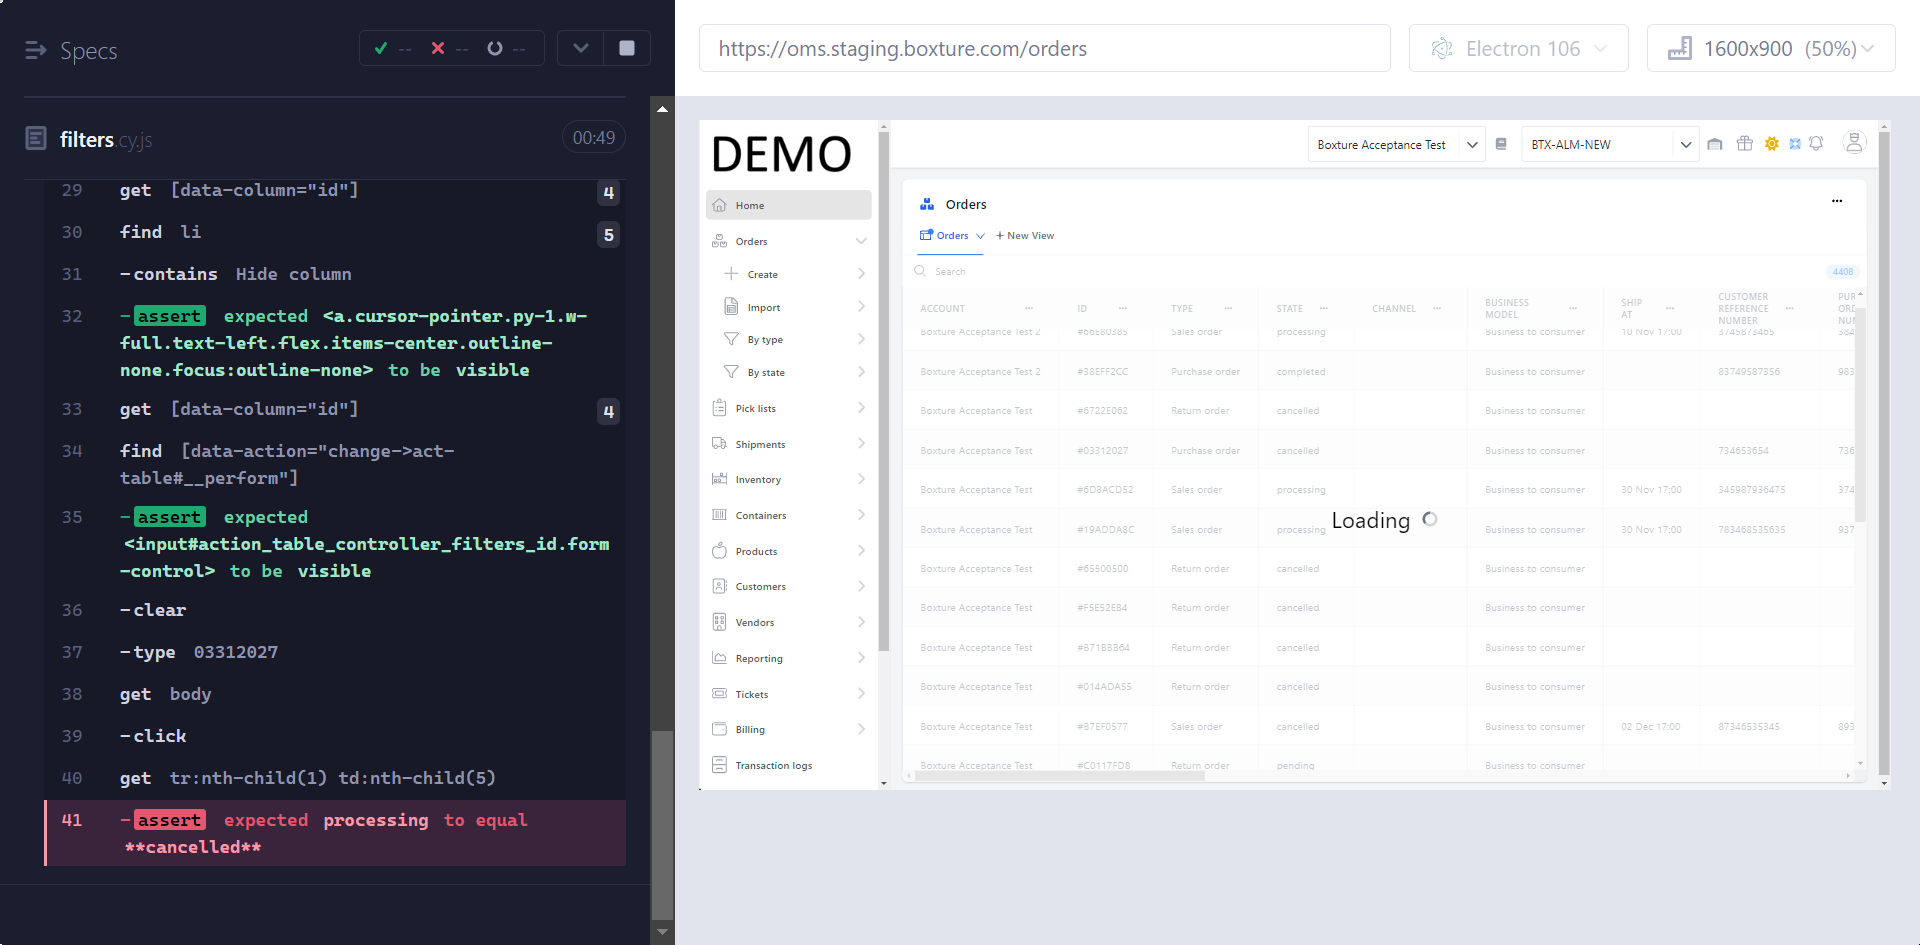 Specs
--
--
--
https://oms.staging.boxture.com/orders
Electron 106
1600x900 (50%)
filters.cy.js
00:49
29 get [data-column="id"] 4
30 find li 5
31 -contains Hide column
32 -assert expected <a.cursor-pointer.py-1.w-
full.text-left.flex.items-center.outline-
none.focus:outline-none> to be visible
33 get [data-column="id"] 4
34 find [data-action="change->act-
table#__perform"]
35 -assert expected
<input#action_table_controller_filters_id.form
-control> to be visible
36 -clear
37 -type 03312027
38 get body
39 -click
40 get tr:nth-child(1) td:nth-child(5)
41 -assert expected processing to equal
**cancelled**
DEMO
Boxture Acceptance Test
BTX-ALM-NEW
Home
Orders
Create
Import
By type
By state
Pick lists
Shipments
Inventory
Containers
Products
Customers
Vendors
Reporting
Tickets
Billing
Transaction logs
Orders
Orders
+ New View
Search
4408
ACCOUNT ID TYPE STATE CHANNEL BUSINESS MODEL SHIP AT CUSTOMER REFERENCE NUMBER
Boxture Acceptance Test 2 #66E80385 Sales order processing Business to consumer 10 Nov 17:00 3745873465 384
Boxture Acceptance Test 2 #38EFF2CC Purchase order completed Business to consumer 83749587356 983
Boxture Acceptance Test #6722E062 Return order cancelled Business to consumer
Boxture Acceptance Test #03312027 Purchase order cancelled Business to consumer 734653654 736
Boxture Acceptance Test #6D8ACD52 Sales order processing Business to consumer 30 Nov 17:00 345987936475 374
Boxture Acceptance Test #19ADDA8C Sales order processing Business to consumer 30 Nov 17:00 783468535635 937
Loading
Boxture Acceptance Test #65500500 Return order cancelled Business to consumer
Boxture Acceptance Test #F5E52EB4 Return order cancelled Business to consumer
Boxture Acceptance Test #871BBB64 Return order cancelled Business to consumer
Boxture Acceptance Test #014ADA55 Return order cancelled Business to consumer
Boxture Acceptance Test #B7EF0577 Sales order cancelled Business to consumer 02 Dec 17:00 87346535345 893
Boxture Acceptance Test #C0117FD8 Return order pending Business to consumer